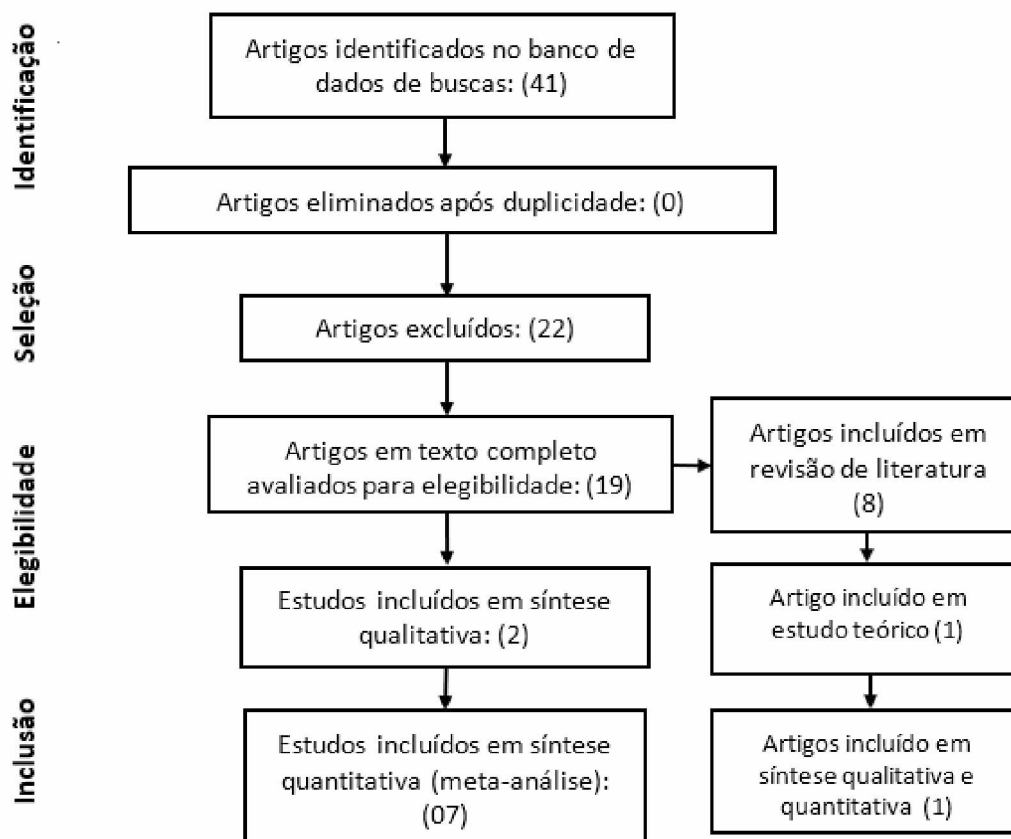 Identificação
Artigos identificados no banco de
dados de buscas: (41)
Artigos eliminados após duplicidade: (0)
Seleção
Artigos excluídos: (22)
Elegibilidade
Artigos em texto completo
avaliados para elegibilidade: (19)
Artigos incluídos em
revisão de literatura
(8)
Estudos incluídos em síntese
qualitativa: (2)
Artigo incluído em
estudo teórico (1)
Inclusão
Estudos incluídos em síntese
quantitativa (meta-análise):
(07)
Artigos incluído em
síntese qualitativa e
quantitativa (1)